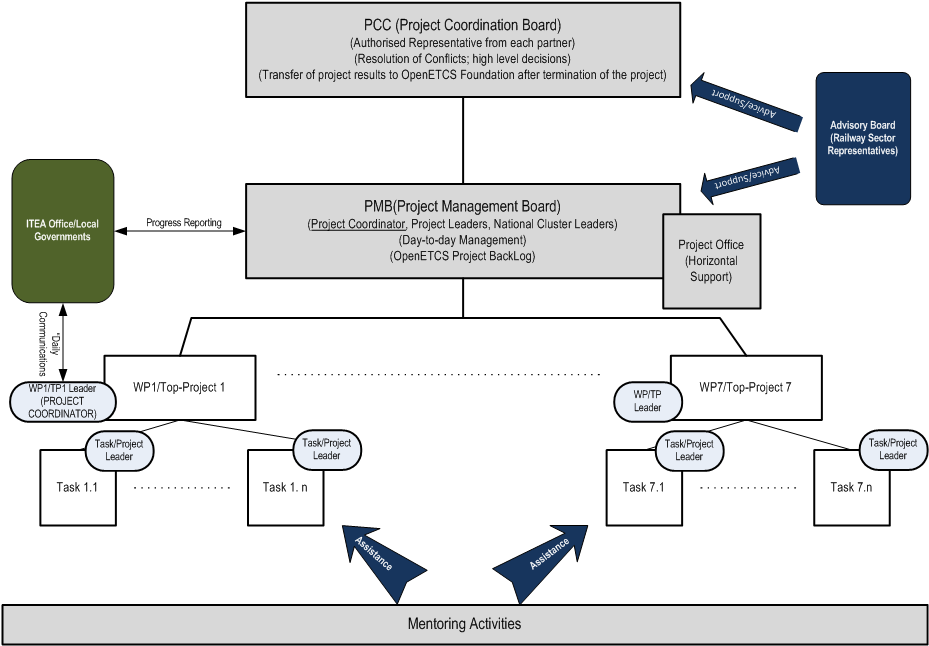 PCC (Project Coordination Board)
(Authorised Representative from each partner)
(Resolution of Conflicts; high level decisions)
(Transfer of project results to OpenETCS Foundation after termination of the project)
Advice/Support
Advisory Board
(Railway Sector
Representatives)
Advice/Support
ITEA Office/Local
Governments
Progress Reporting
PMB(Project Management Board)
(Project Coordinator, Project Leaders, National Cluster Leaders)
(Day-to-day Management)
(OpenETCS Project BackLog)
Project Office
(Horizontal
Support)
"Daily
Communications
WP1/TP1 Leader
(PROJECT
COORDINATOR)
WP1/Top-Project 1
WP/TP
Leader
WP7/Top-Project 7
Task/Project
Leader
Task/Project
Leader
Task/Project
Leader
Task/Project
Leader
Task 1.1
Task 1. n
Task 7.1
Task 7.n
Assistance
Assistance
Mentoring Activities